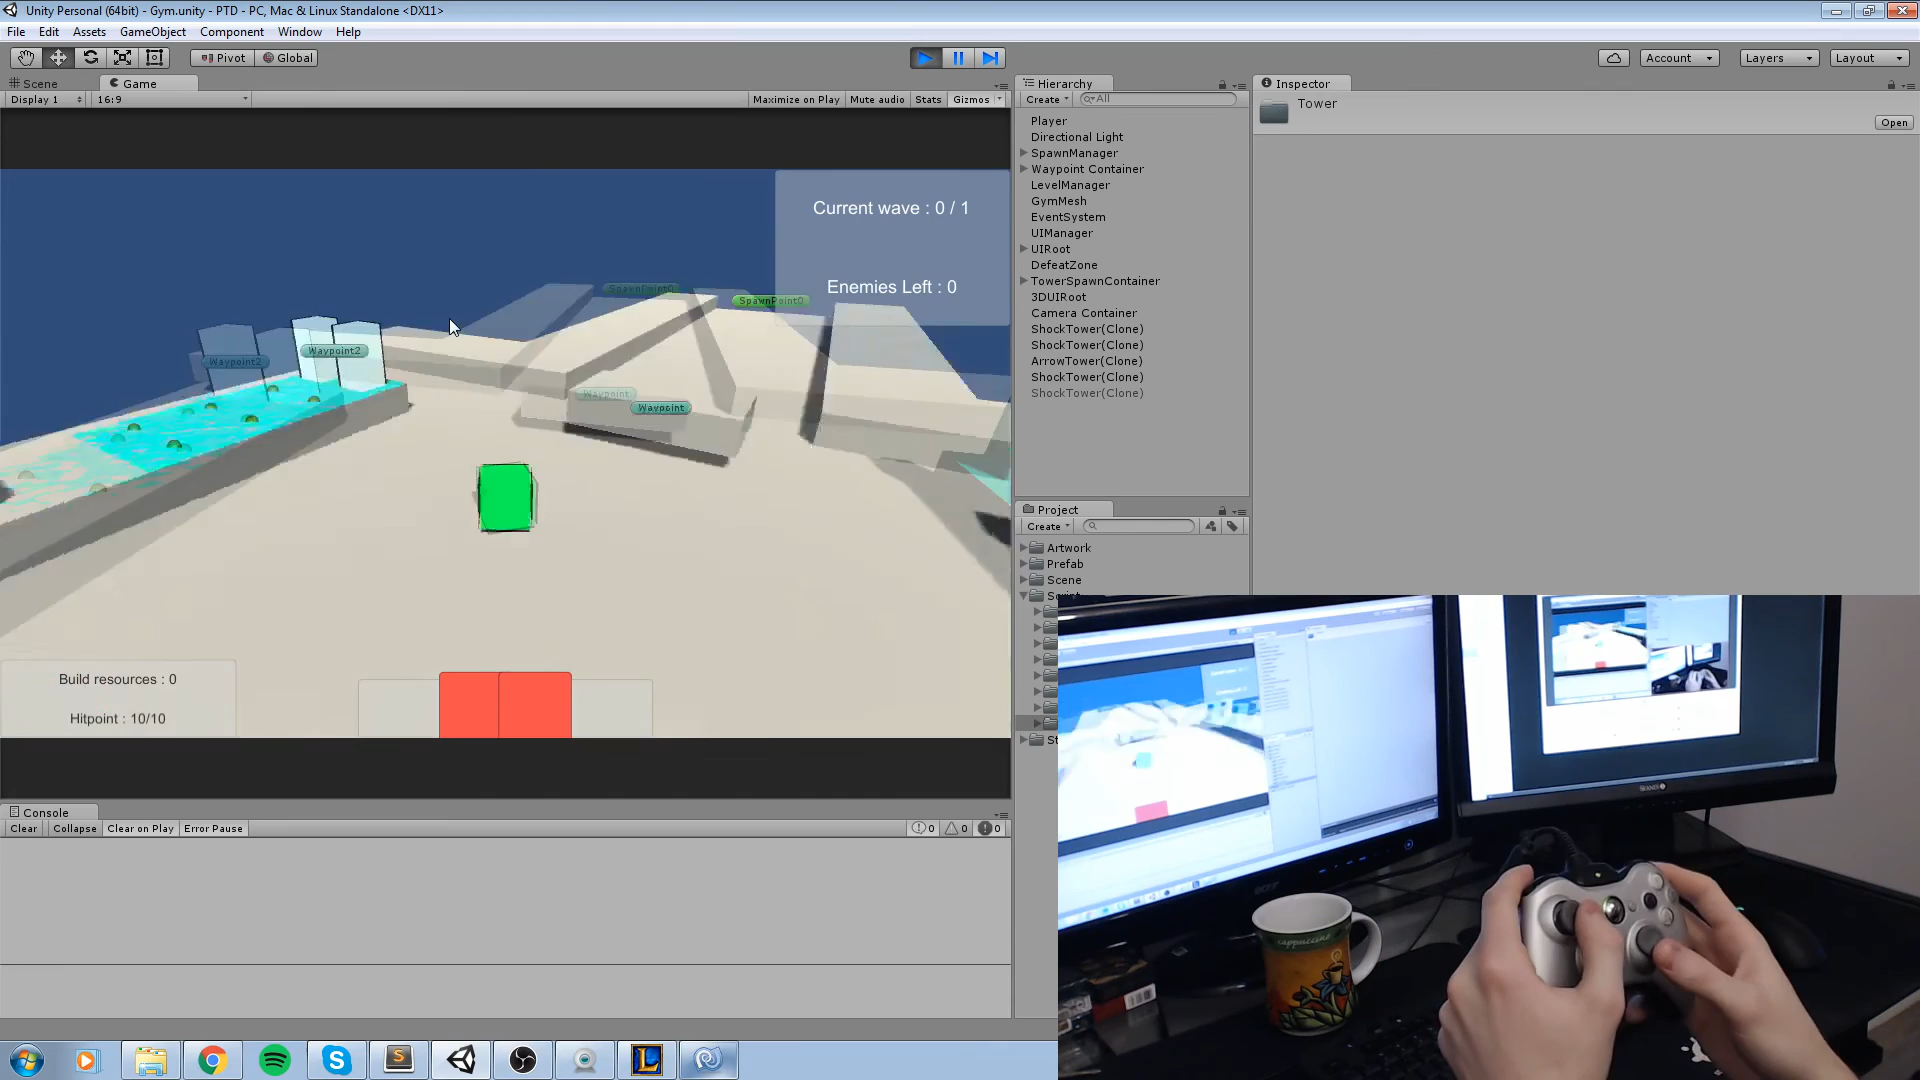 Unity Personal (64bit) - Gym.unity - PTD - PC, Mac & Linux Standalone <DX11>
File Edit Assets GameObject Component Window Help
Pivot Global Account Layers Layout
Scene Game
Display 1 16:9 Maximize on Play Mute audio Stats Gizmos
Current wave : 0 / 1
Enemies Left : 0
SpawnPoint0
SpawnPoint0
Waypoint2
Waypoint2
Waypoint
Waypoint
Build resources : 0
Hitpoint : 10/10
Console
Clear Collapse Clear on Play Error Pause 0 0 0
Hierarchy
Create All
Player
Directional Light
SpawnManager
Waypoint Container
LevelManager
GymMesh
EventSystem
UIManager
UIRoot
DefeatZone
TowerSpawnContainer
3DUIRoot
Camera Container
ShockTower(Clone)
ShockTower(Clone)
ArrowTower(Clone)
ShockTower(Clone)
ShockTower(Clone)
Project
Create
Artwork
Prefab
Scene
Inspector
Tower
Open
cappuccino